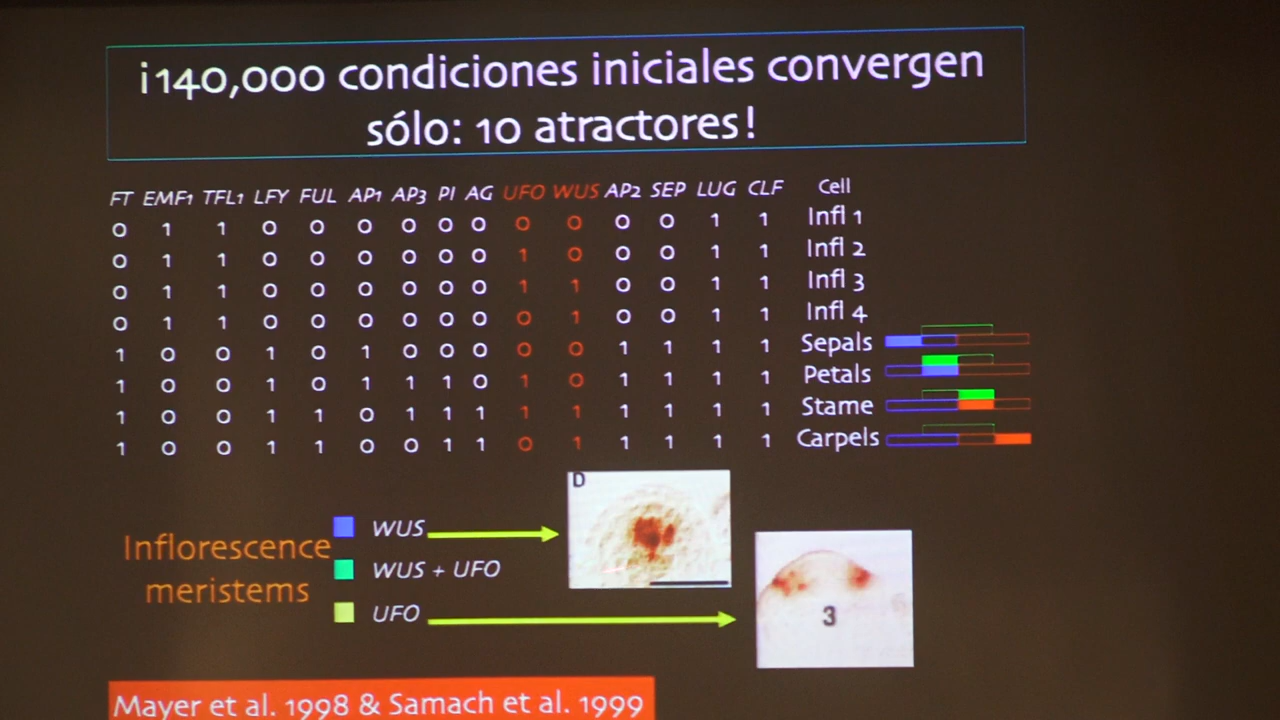 ¡140,000 condiciones iniciales convergen
sólo: 10 atractores!
FT EMF1 TFL1 LFY FUL AP1 AP3 PI AG UFO WUS AP2 SEP LUG CLF Cell
0 1 1 0 0 0 0 0 0 0 0 0 0 1 1 Infl 1
0 1 1 0 0 0 0 0 0 1 0 0 0 1 1 Infl 2
0 1 1 0 0 0 0 0 0 1 1 0 0 1 1 Infl 3
0 1 1 0 0 0 0 0 0 0 1 0 0 1 1 Infl 4
1 0 0 1 0 1 0 0 0 0 0 1 1 1 1 Sepals
1 0 0 1 0 1 1 1 0 1 0 1 1 1 1 Petals
1 0 0 1 1 0 1 1 1 1 1 1 1 1 1 Stame
1 0 0 1 1 0 0 1 1 0 1 1 1 1 1 Carpels
D
WUS
Inflorescence
meristems
WUS + UFO
UFO
3
Mayer et al. 1998 & Samach et al. 1999